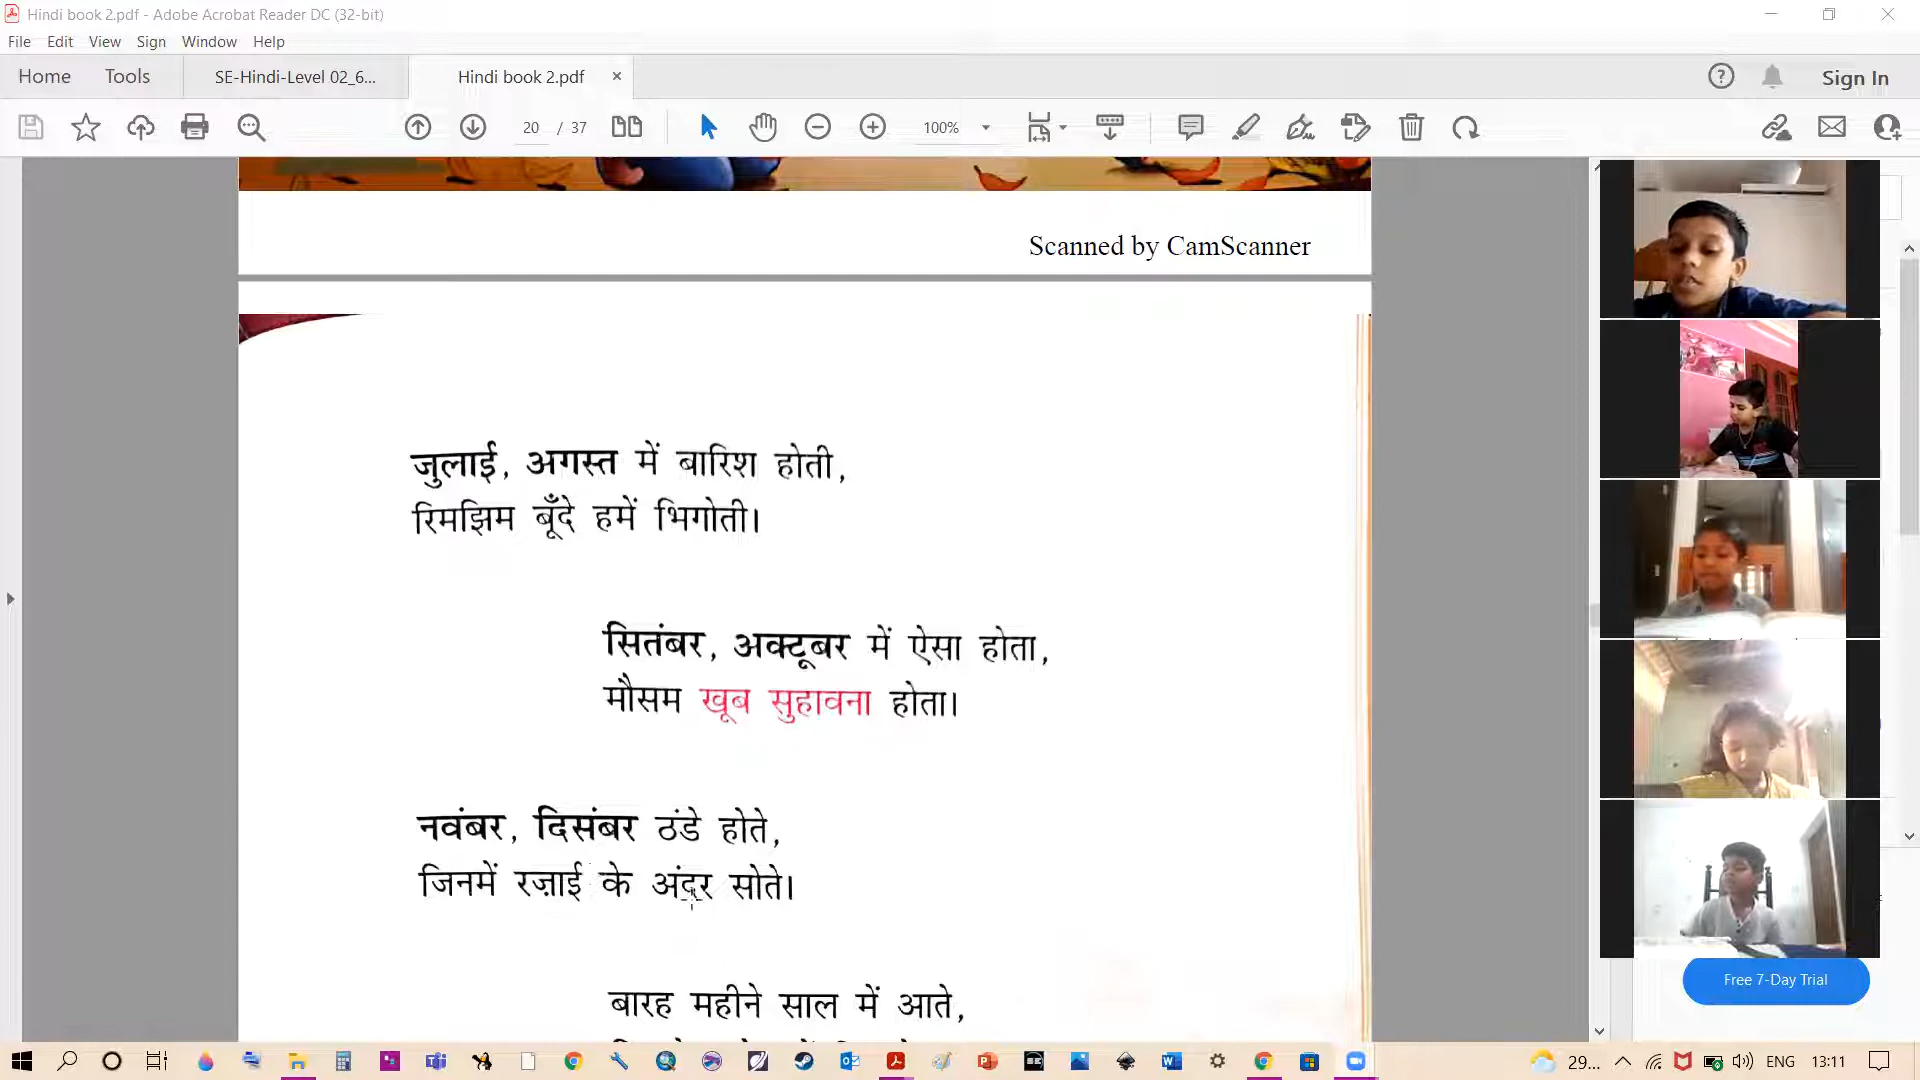 Hindi book 2.pdf - Adobe Acrobat Reader DC (32-bit)
File Edit View Sign Window Help
Home Tools SE-Hindi-Level 02_6... Hindi book 2.pdf × Sign In
20 / 37 100%
Scanned by CamScanner
जुलाई, अगस्त में बारिश होती,
रिमझिम बूँदे हमें भिगोती।
सितंबर, अक्टूबर में ऐसा होता,
मौसम खूब सुहावना होता।
नवंबर, दिसंबर ठंडे होते,
जिनमें रज़ाई के अंदर सोते।
बारह महीने साल में आते,
Free 7-Day Trial
29... ENG 13:11